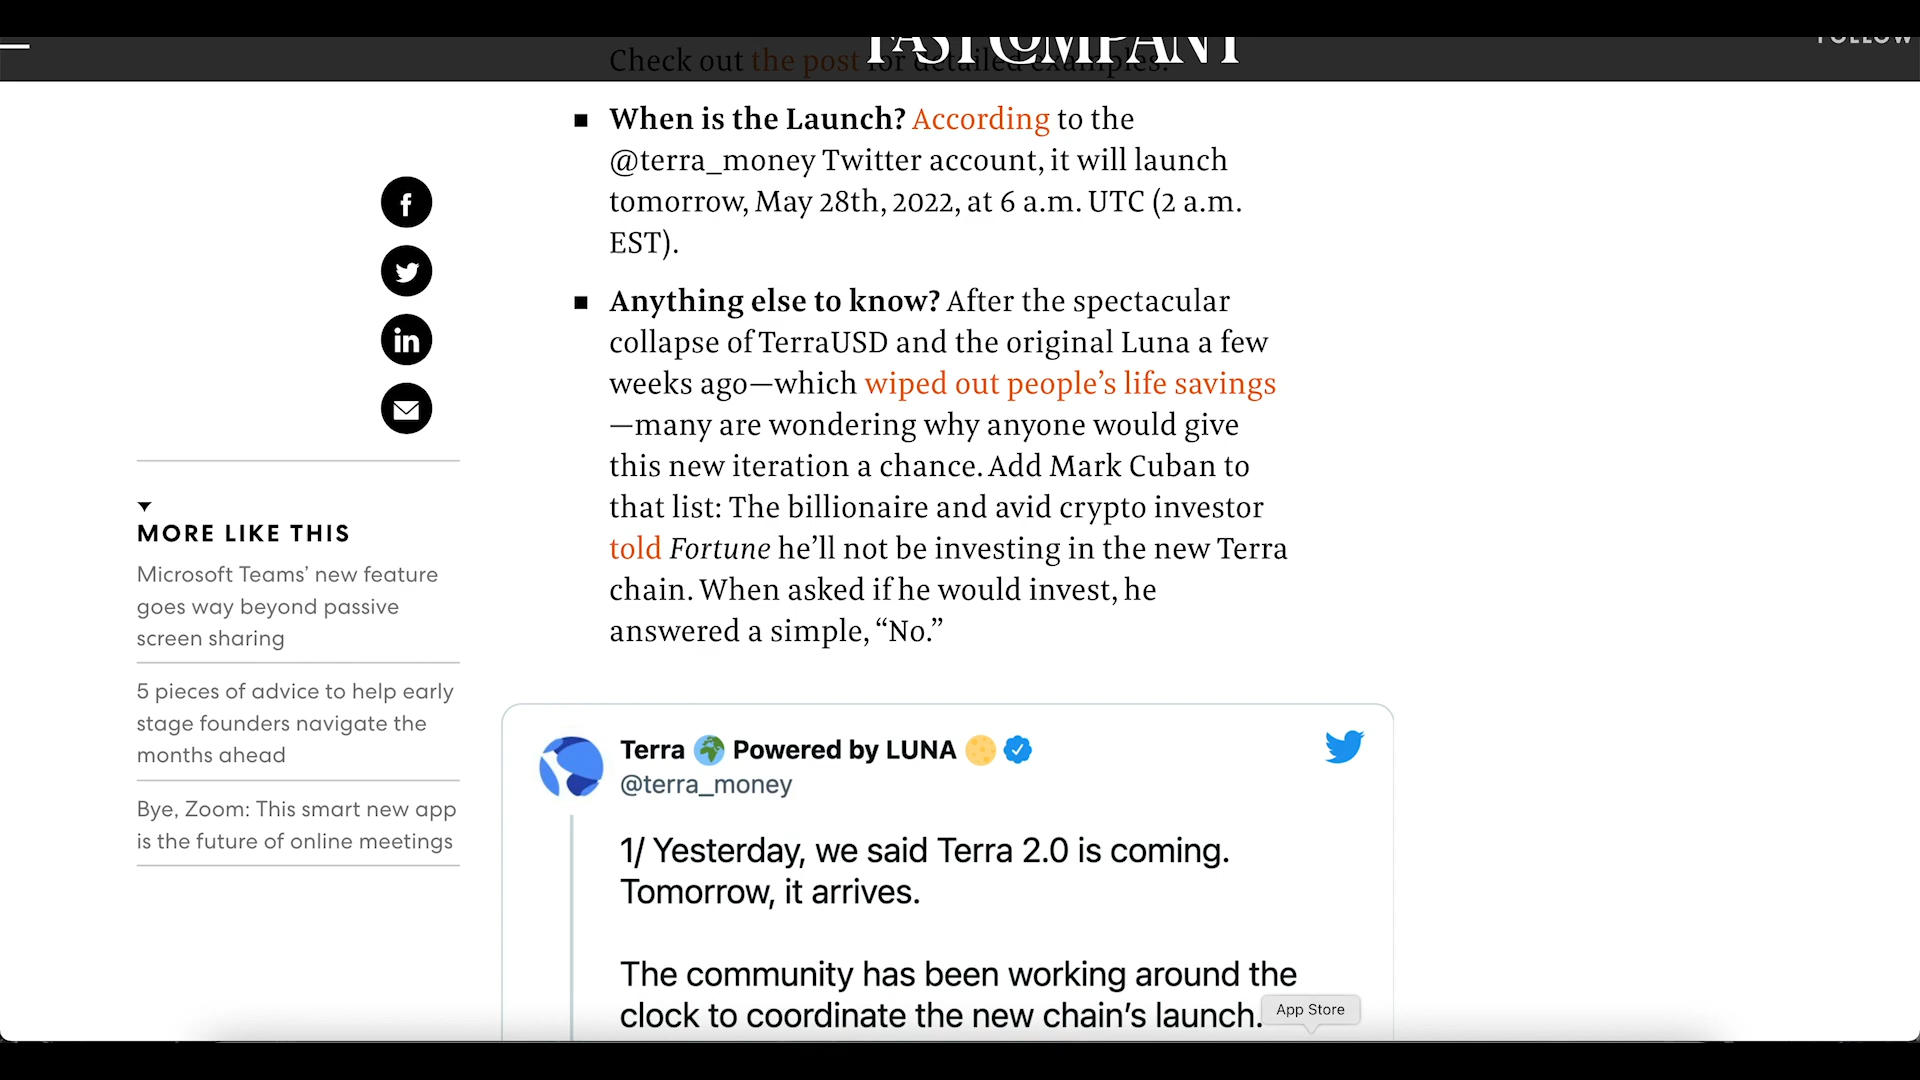 FAST COMPANY
FOLLOW
Check out the post for detailed examples.
■ When is the Launch? According to the
@terra_money Twitter account, it will launch
tomorrow, May 28th, 2022, at 6 a.m. UTC (2 a.m.
EST).
■ Anything else to know? After the spectacular
collapse of TerraUSD and the original Luna a few
weeks ago—which wiped out people’s life savings
—many are wondering why anyone would give
this new iteration a chance. Add Mark Cuban to
that list: The billionaire and avid crypto investor
told Fortune he’ll not be investing in the new Terra
chain. When asked if he would invest, he
answered a simple, “No.”
MORE LIKE THIS
Microsoft Teams’ new feature
goes way beyond passive
screen sharing
5 pieces of advice to help early
stage founders navigate the
months ahead
Bye, Zoom: This smart new app
is the future of online meetings
Terra 🌍 Powered by LUNA 🌕
@terra_money
1/ Yesterday, we said Terra 2.0 is coming.
Tomorrow, it arrives.
The community has been working around the
clock to coordinate the new chain’s launch.
App Store